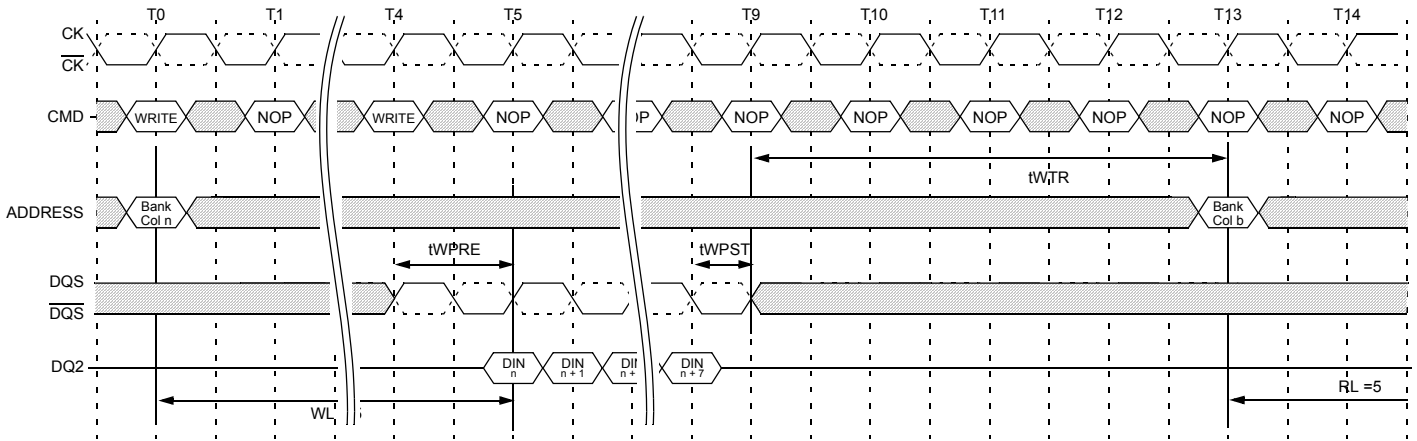 T0 T1 T4 T5 T9 T10 T11 T12 T13 T14
CK
CK
CMD WRITE NOP WRITE NOP NOP NOP NOP NOP NOP NOP
tWTR
ADDRESS Bank Col n Bank Col b
tWPRE tWPST
DQS
DQS
DQ2 DIN n DIN n + 1 n + DIN n + 7
WL RL =5